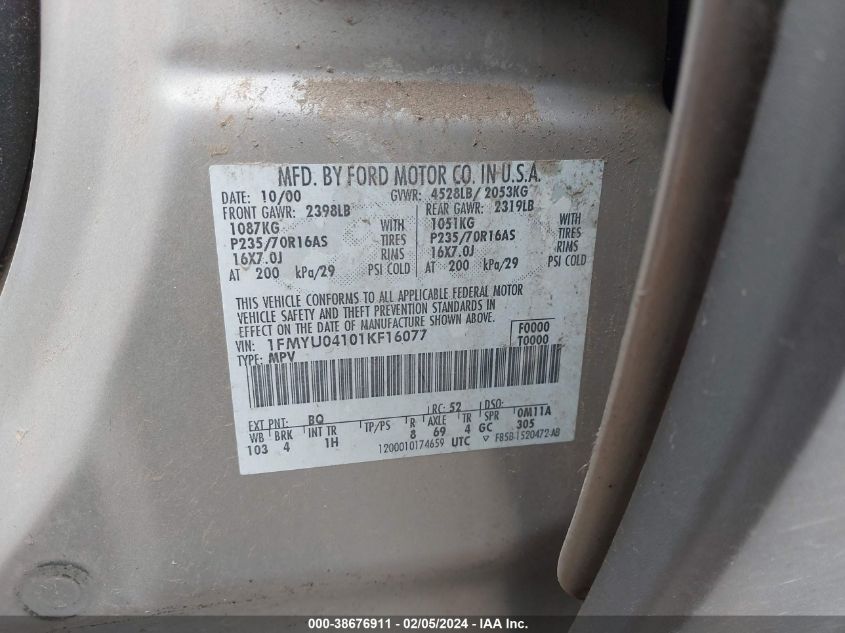 MFD. BY FORD MOTOR CO. IN U.S.A.
DATE: 10/00 GVWR: 4528LB/ 2053KG
FRONT GAWR: 2398LB REAR GAWR: 2319LB
1087KG WITH 1051KG WITH
P235/70R16AS TIRES P235/70R16AS TIRES
16X7.0J RIMS 16X7.0J RIMS
AT 200 kPa/29 PSI COLD AT 200 kPa/29 PSI COLD
THIS VEHICLE CONFORMS TO ALL APPLICABLE FEDERAL MOTOR
VEHICLE SAFETY AND THEFT PREVENTION STANDARDS IN
EFFECT ON THE DATE OF MANUFACTURE SHOWN ABOVE.
VIN: 1FMYU04101KF16077 F0000
TYPE: MPV T0000
EXT PNT: BQ RC: 52 DSO:
WB BRK INT TR TP/PS R AXLE TR SPR 0M11A
103 4 1H 8 69 4 GC 305
1200010174659 UTC F85B-1520472-AB
000-38676911 - 02/05/2024 - IAA Inc.